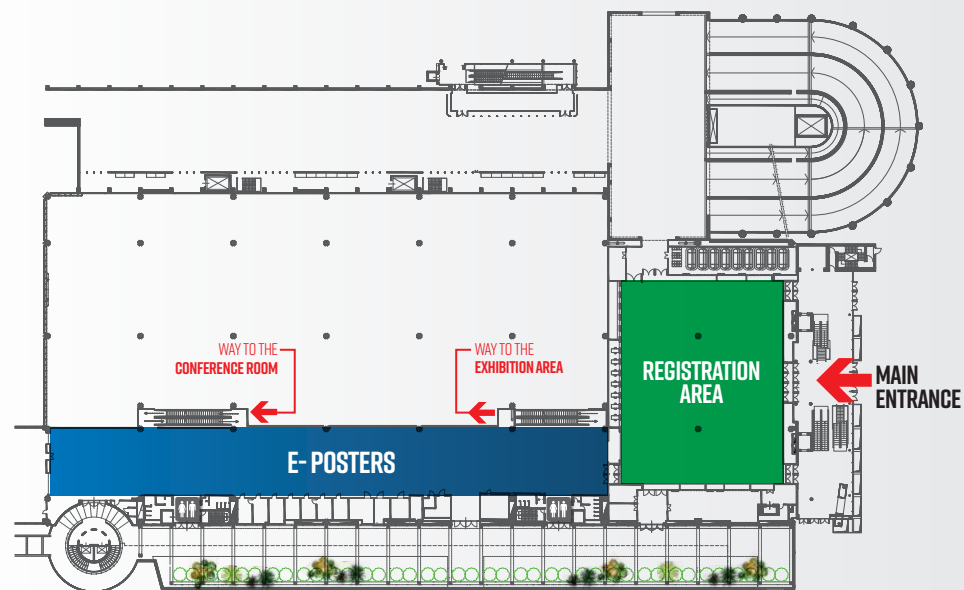 WAY TO THE
CONFERENCE ROOM
WAY TO THE
EXHIBITION AREA
REGISTRATION
AREA
MAIN
ENTRANCE
E- POSTERS